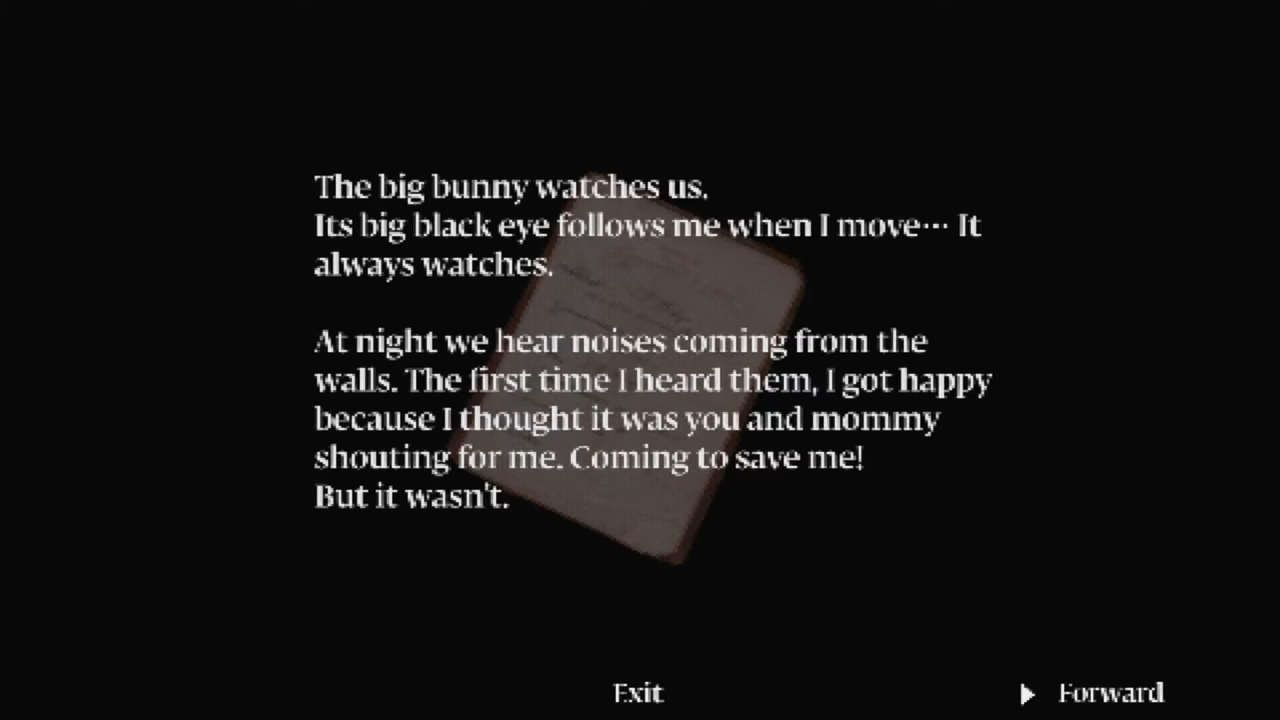 The big bunny watches us.
Its big black eye follows me when I move··· It
always watches.
At night we hear noises coming from the
walls. The first time I heard them, I got happy
because I thought it was you and mommy
shouting for me. Coming to save me!
But it wasn't.
Exit
Forward